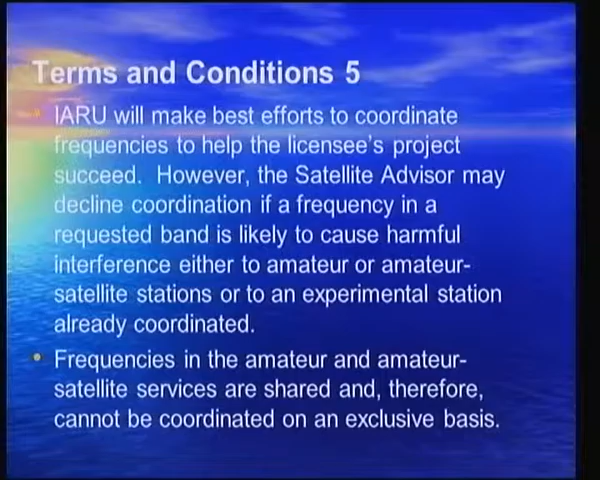 Terms and Conditions 5
IARU will make best efforts to coordinate
frequencies to help the licensee's project
succeed. However, the Satellite Advisor may
decline coordination if a frequency in a
requested band is likely to cause harmful
interference either to amateur or amateur-
satellite stations or to an experimental station
already coordinated.
Frequencies in the amateur and amateur-
satellite services are shared and, therefore,
cannot be coordinated on an exclusive basis.